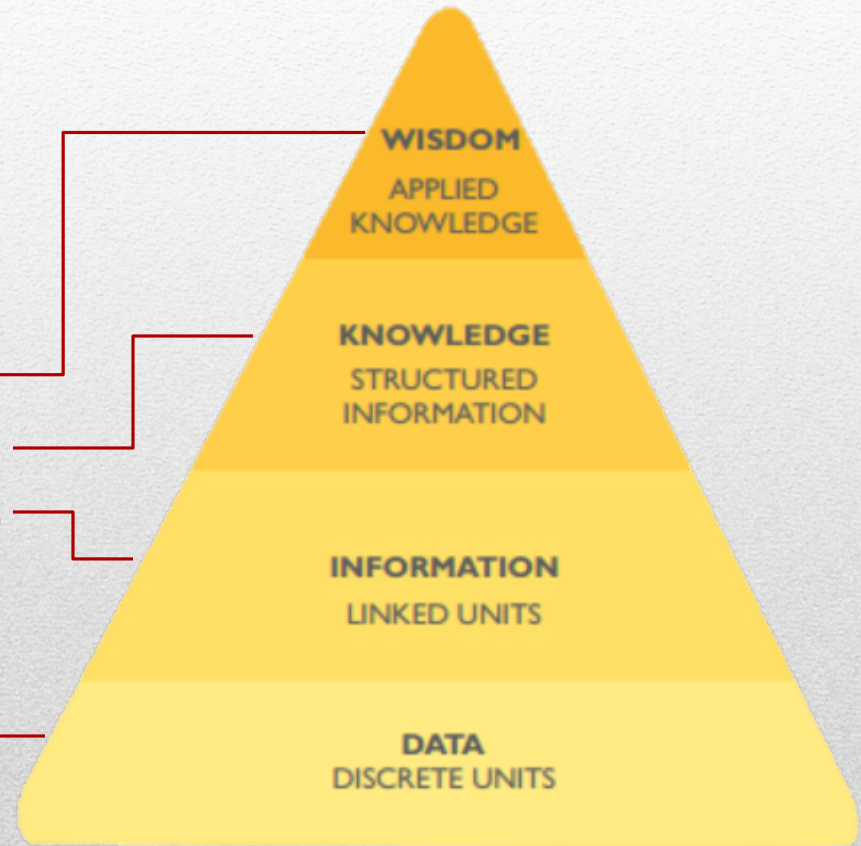 WISDOM
APPLIED
KNOWLEDGE
KNOWLEDGE
STRUCTURED
INFORMATION
INFORMATION
LINKED UNITS
DATA
DISCRETE UNITS